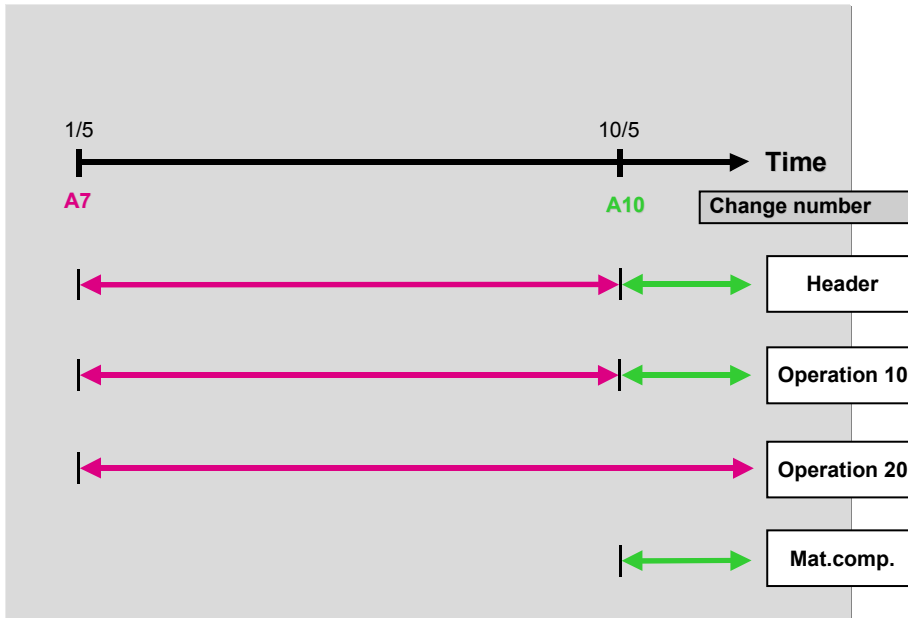 1/5
10/5
Time
A7
A10
Change number
Header
Operation 10
Operation 20
Mat.comp.